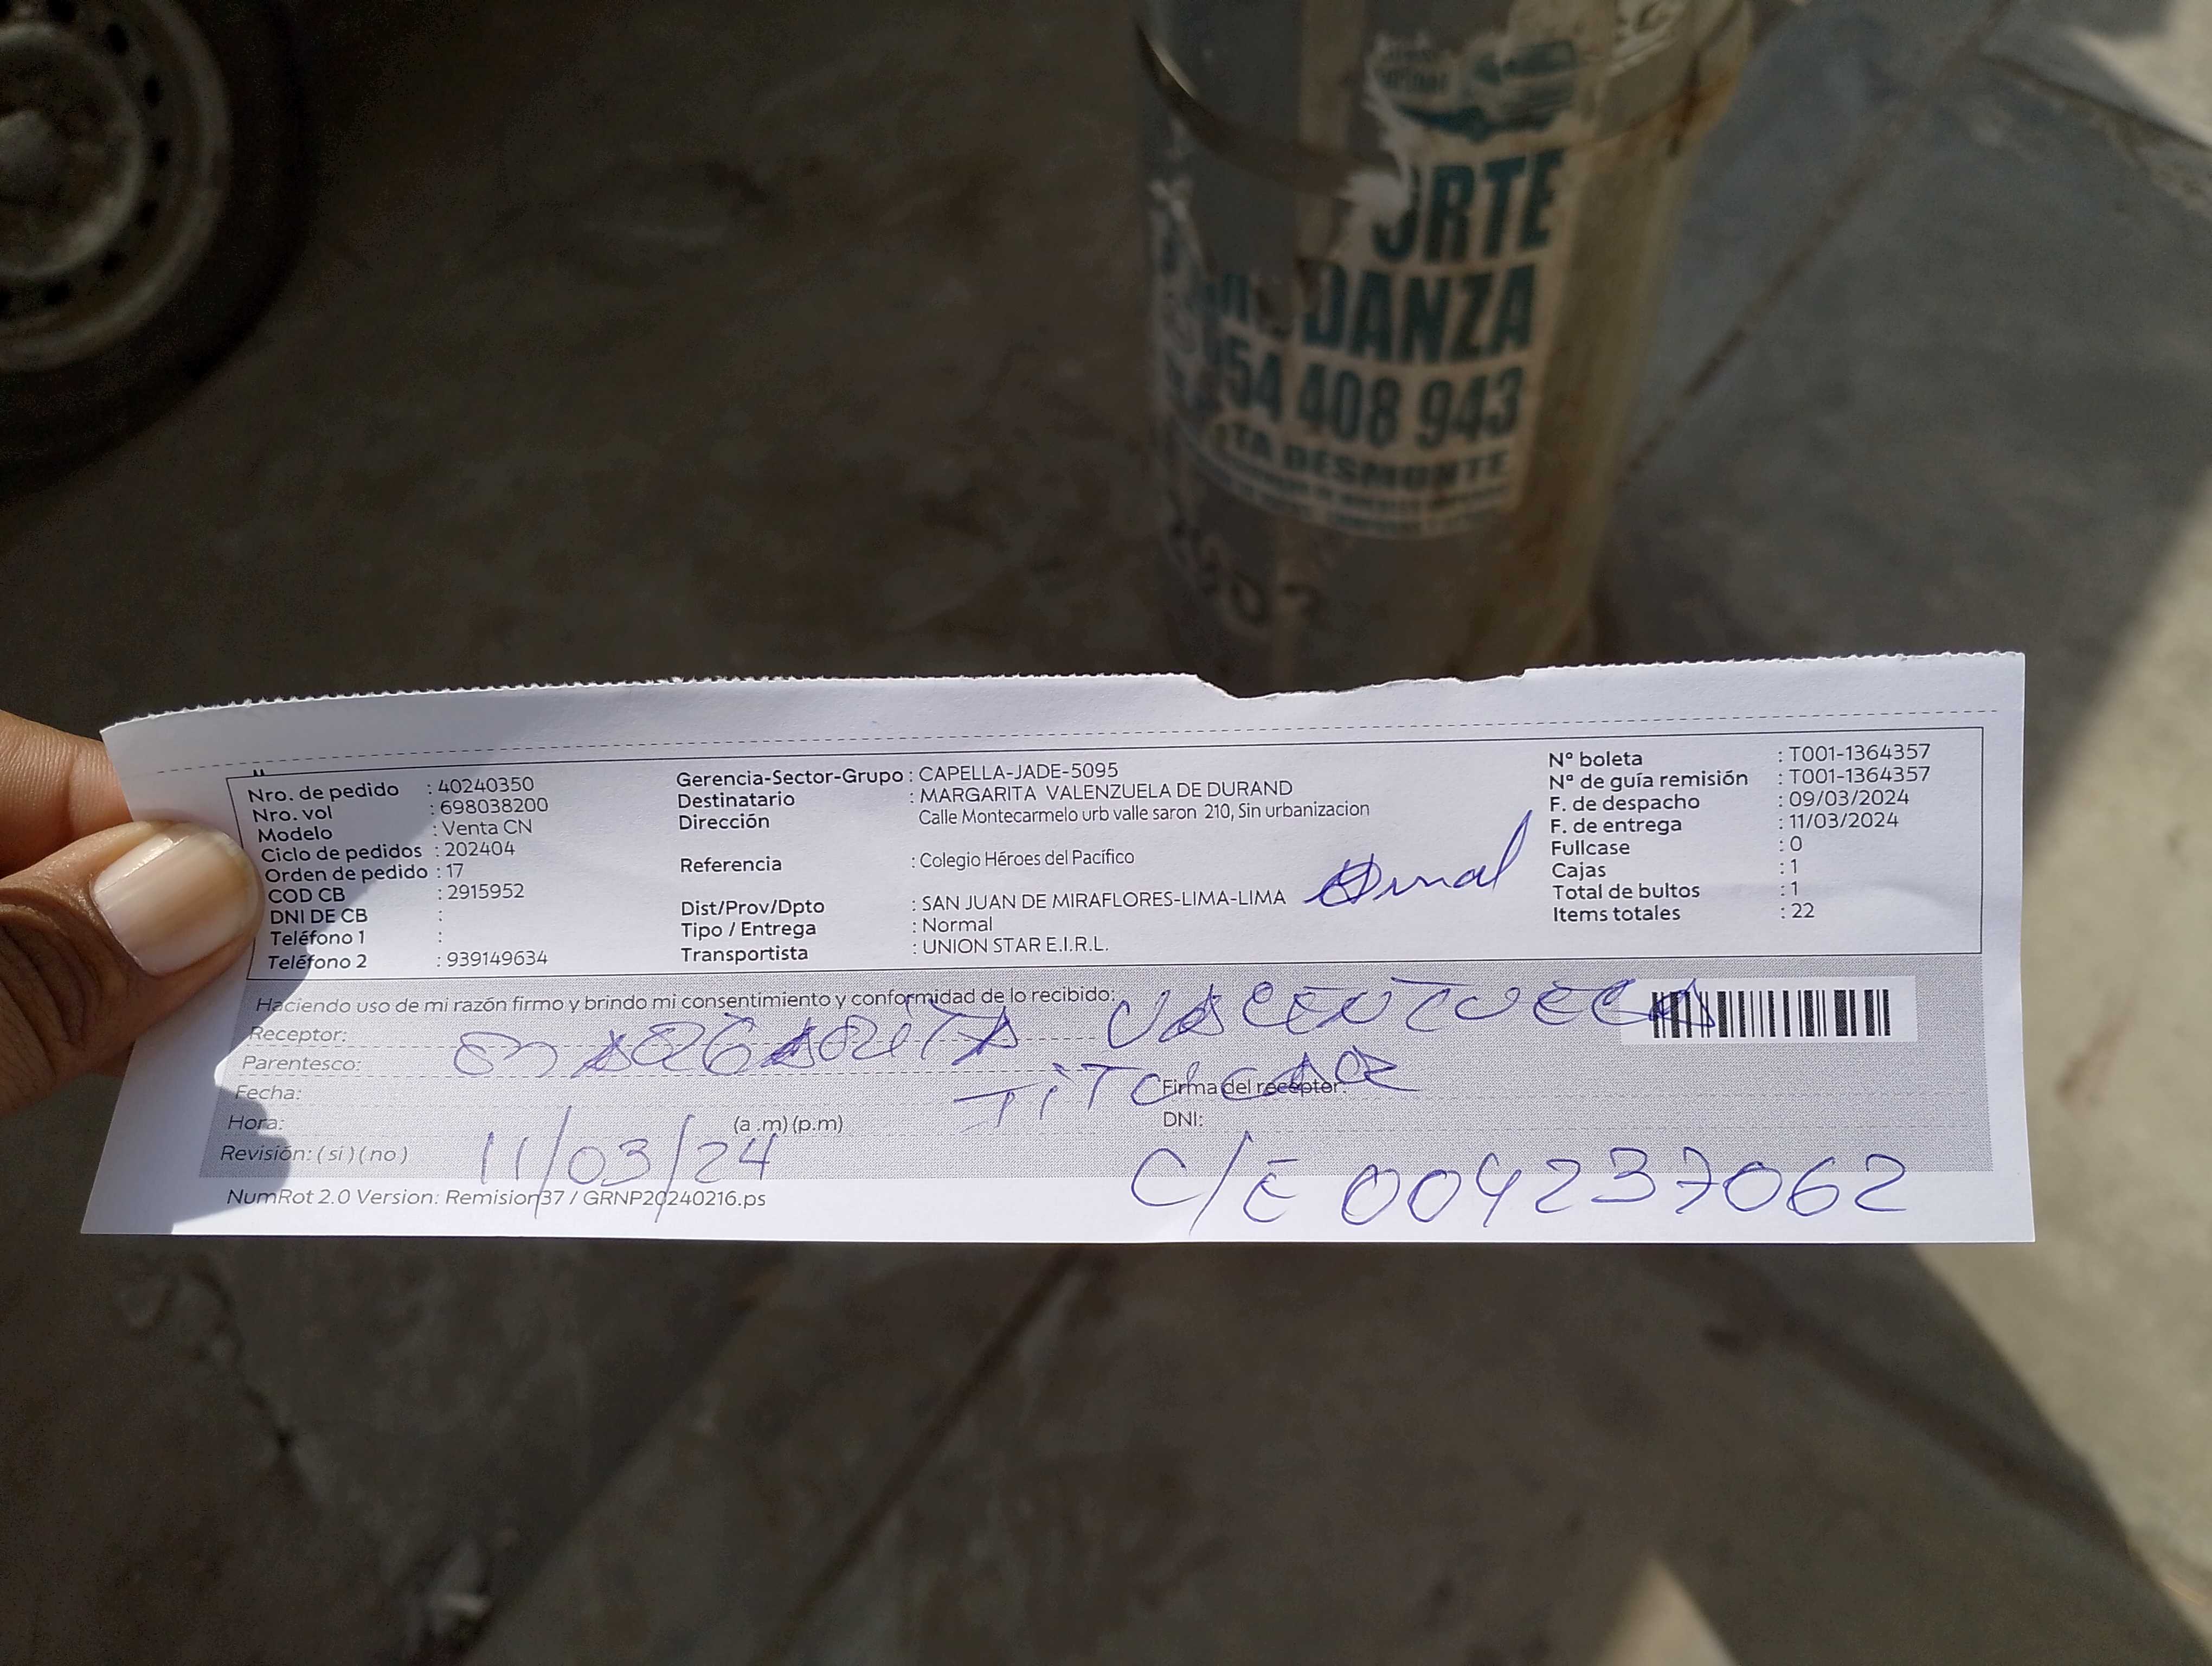 ORTE
DANZA
954 408 943
TA DESMONTE
Nro. de pedido : 40240350
Nro. vol : 698038200
Modelo : Venta CN
Ciclo de pedidos : 202404
Orden de pedido : 17
COD CB : 2915952
DNI DE CB :
Teléfono 1 :
Teléfono 2 : 939149634
Gerencia-Sector-Grupo : CAPELLA-JADE-5095
Destinatario : MARGARITA VALENZUELA DE DURAND
Dirección Calle Montecarmelo urb valle saron 210, Sin urbanizacion
Referencia : Colegio Héroes del Pacífico
Dist/Prov/Dpto : SAN JUAN DE MIRAFLORES-LIMA-LIMA
Tipo / Entrega : Normal
Transportista : UNION STAR E.I.R.L.
Nº boleta : T001-1364357
Nº de guía remisión : T001-1364357
F. de despacho : 09/03/2024
F. de entrega : 11/03/2024
Fullcase : 0
Cajas : 1
Total de bultos : 1
Items totales : 22
Haciendo uso de mi razón firmo y brindo mi consentimiento y conformidad de lo recibido:
Receptor: MARGARITA VALENZUELA
Parentesco: TITULAR
Fecha: Firma del receptor:
Hora: (a .m) (p.m) DNI:
Revisión: ( si ) ( no ) 11/03/24 C/E 004237062
NumRot 2.0 Version: Remision37 / GRNP20240216.ps